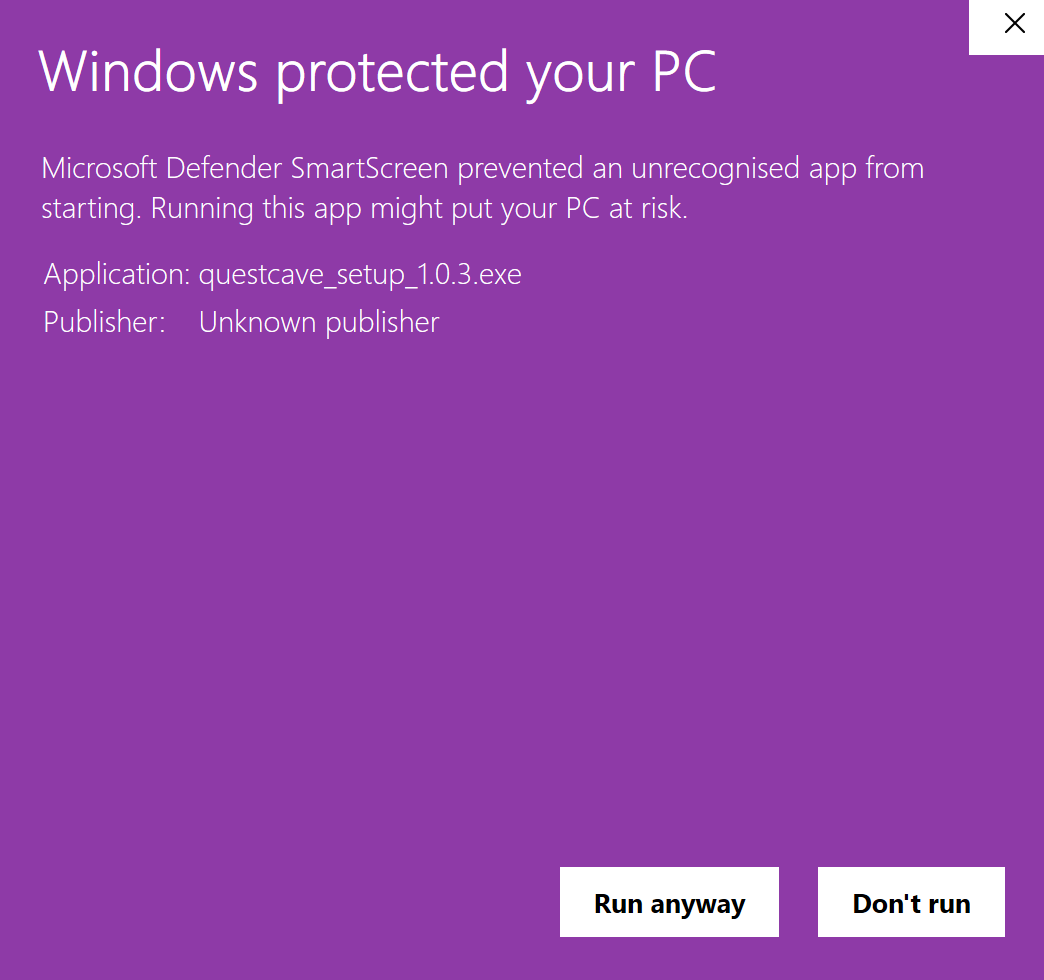 Windows protected your PC
Microsoft Defender SmartScreen prevented an unrecognised app from
starting. Running this app might put your PC at risk.
Application: questcave_setup_1.0.3.exe
Publisher: Unknown publisher
Run anyway
Don't run